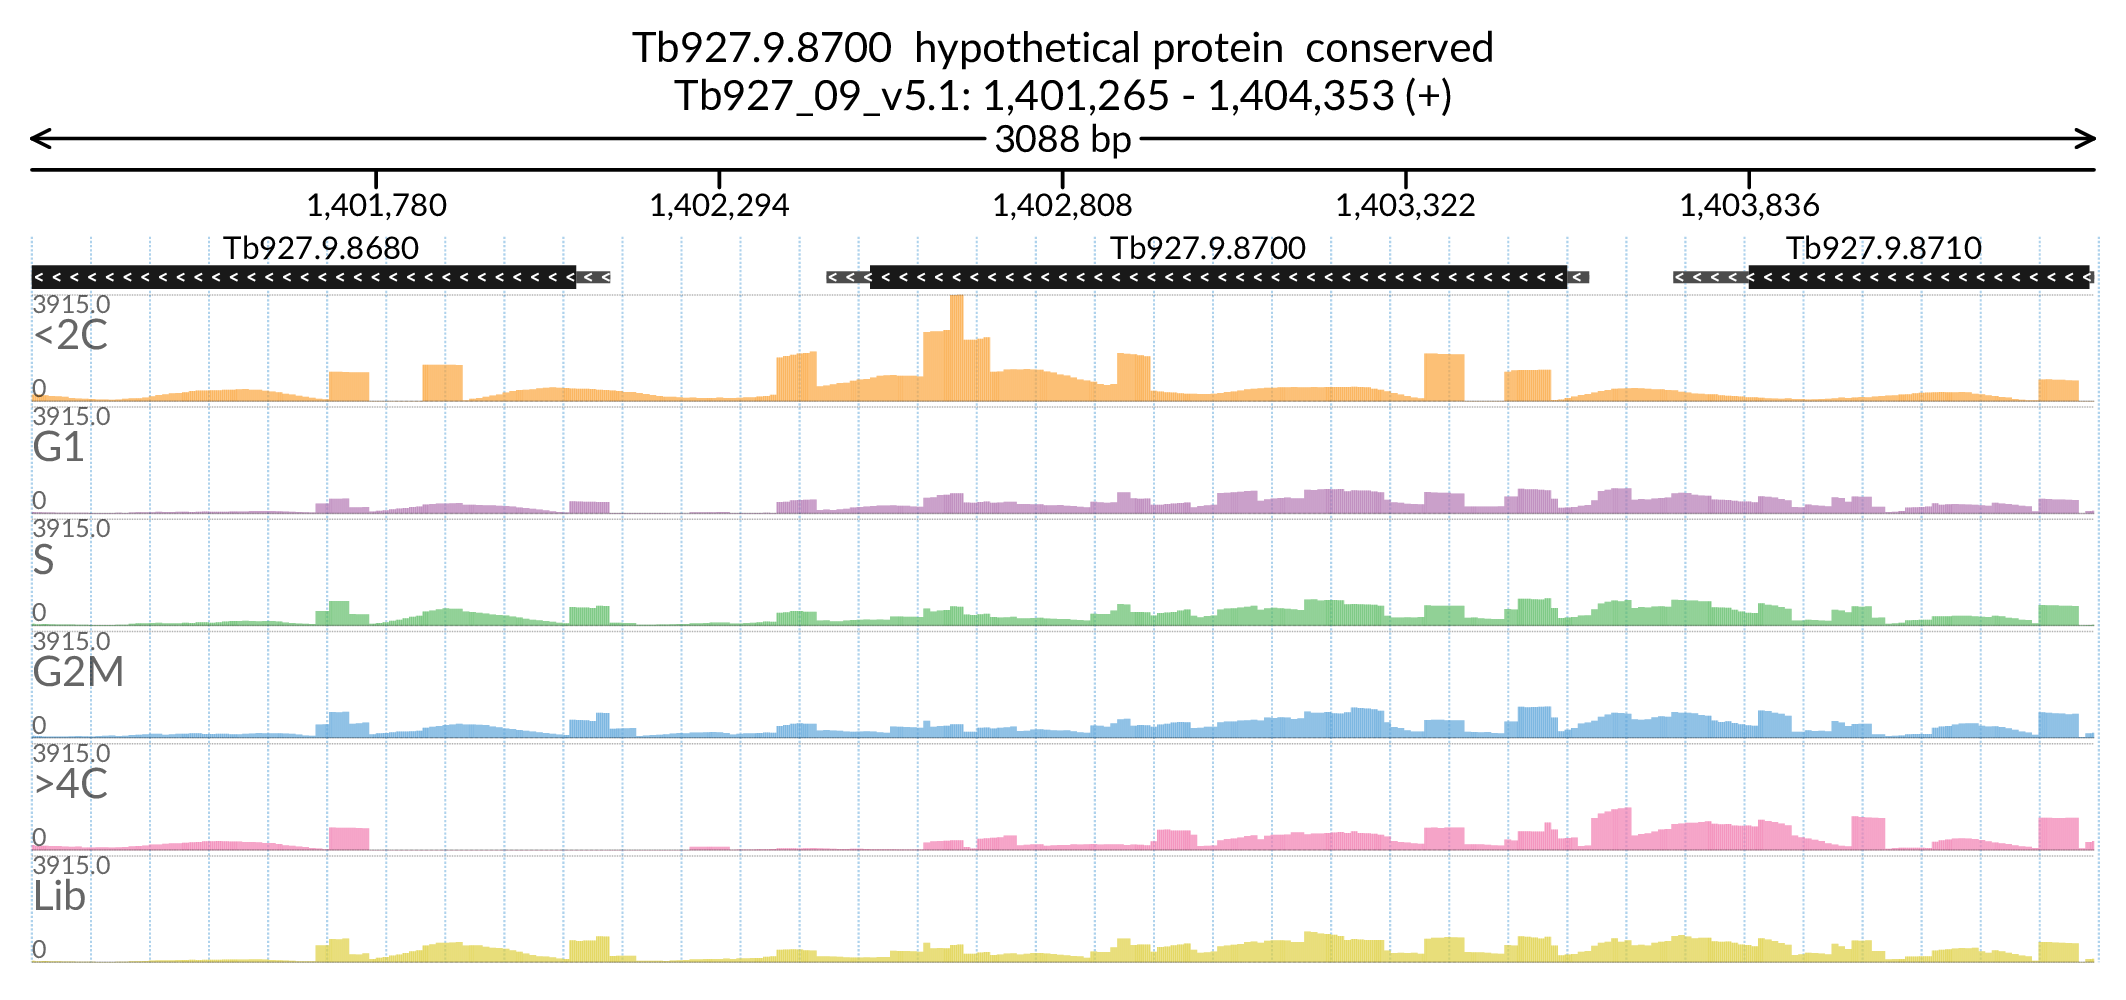 Tb927.9.8700  hypothetical protein  conserved
Tb927_09_v5.1: 1,401,265 - 1,404,353 (+)
3088 bp
1,401,780 1,402,294 1,402,808 1,403,322 1,403,836
Tb927.9.8680 Tb927.9.8700 Tb927.9.8710
3915.0
<2C
0
3915.0
G1
0
3915.0
S
0
3915.0
G2M
0
3915.0
>4C
0
3915.0
Lib
0